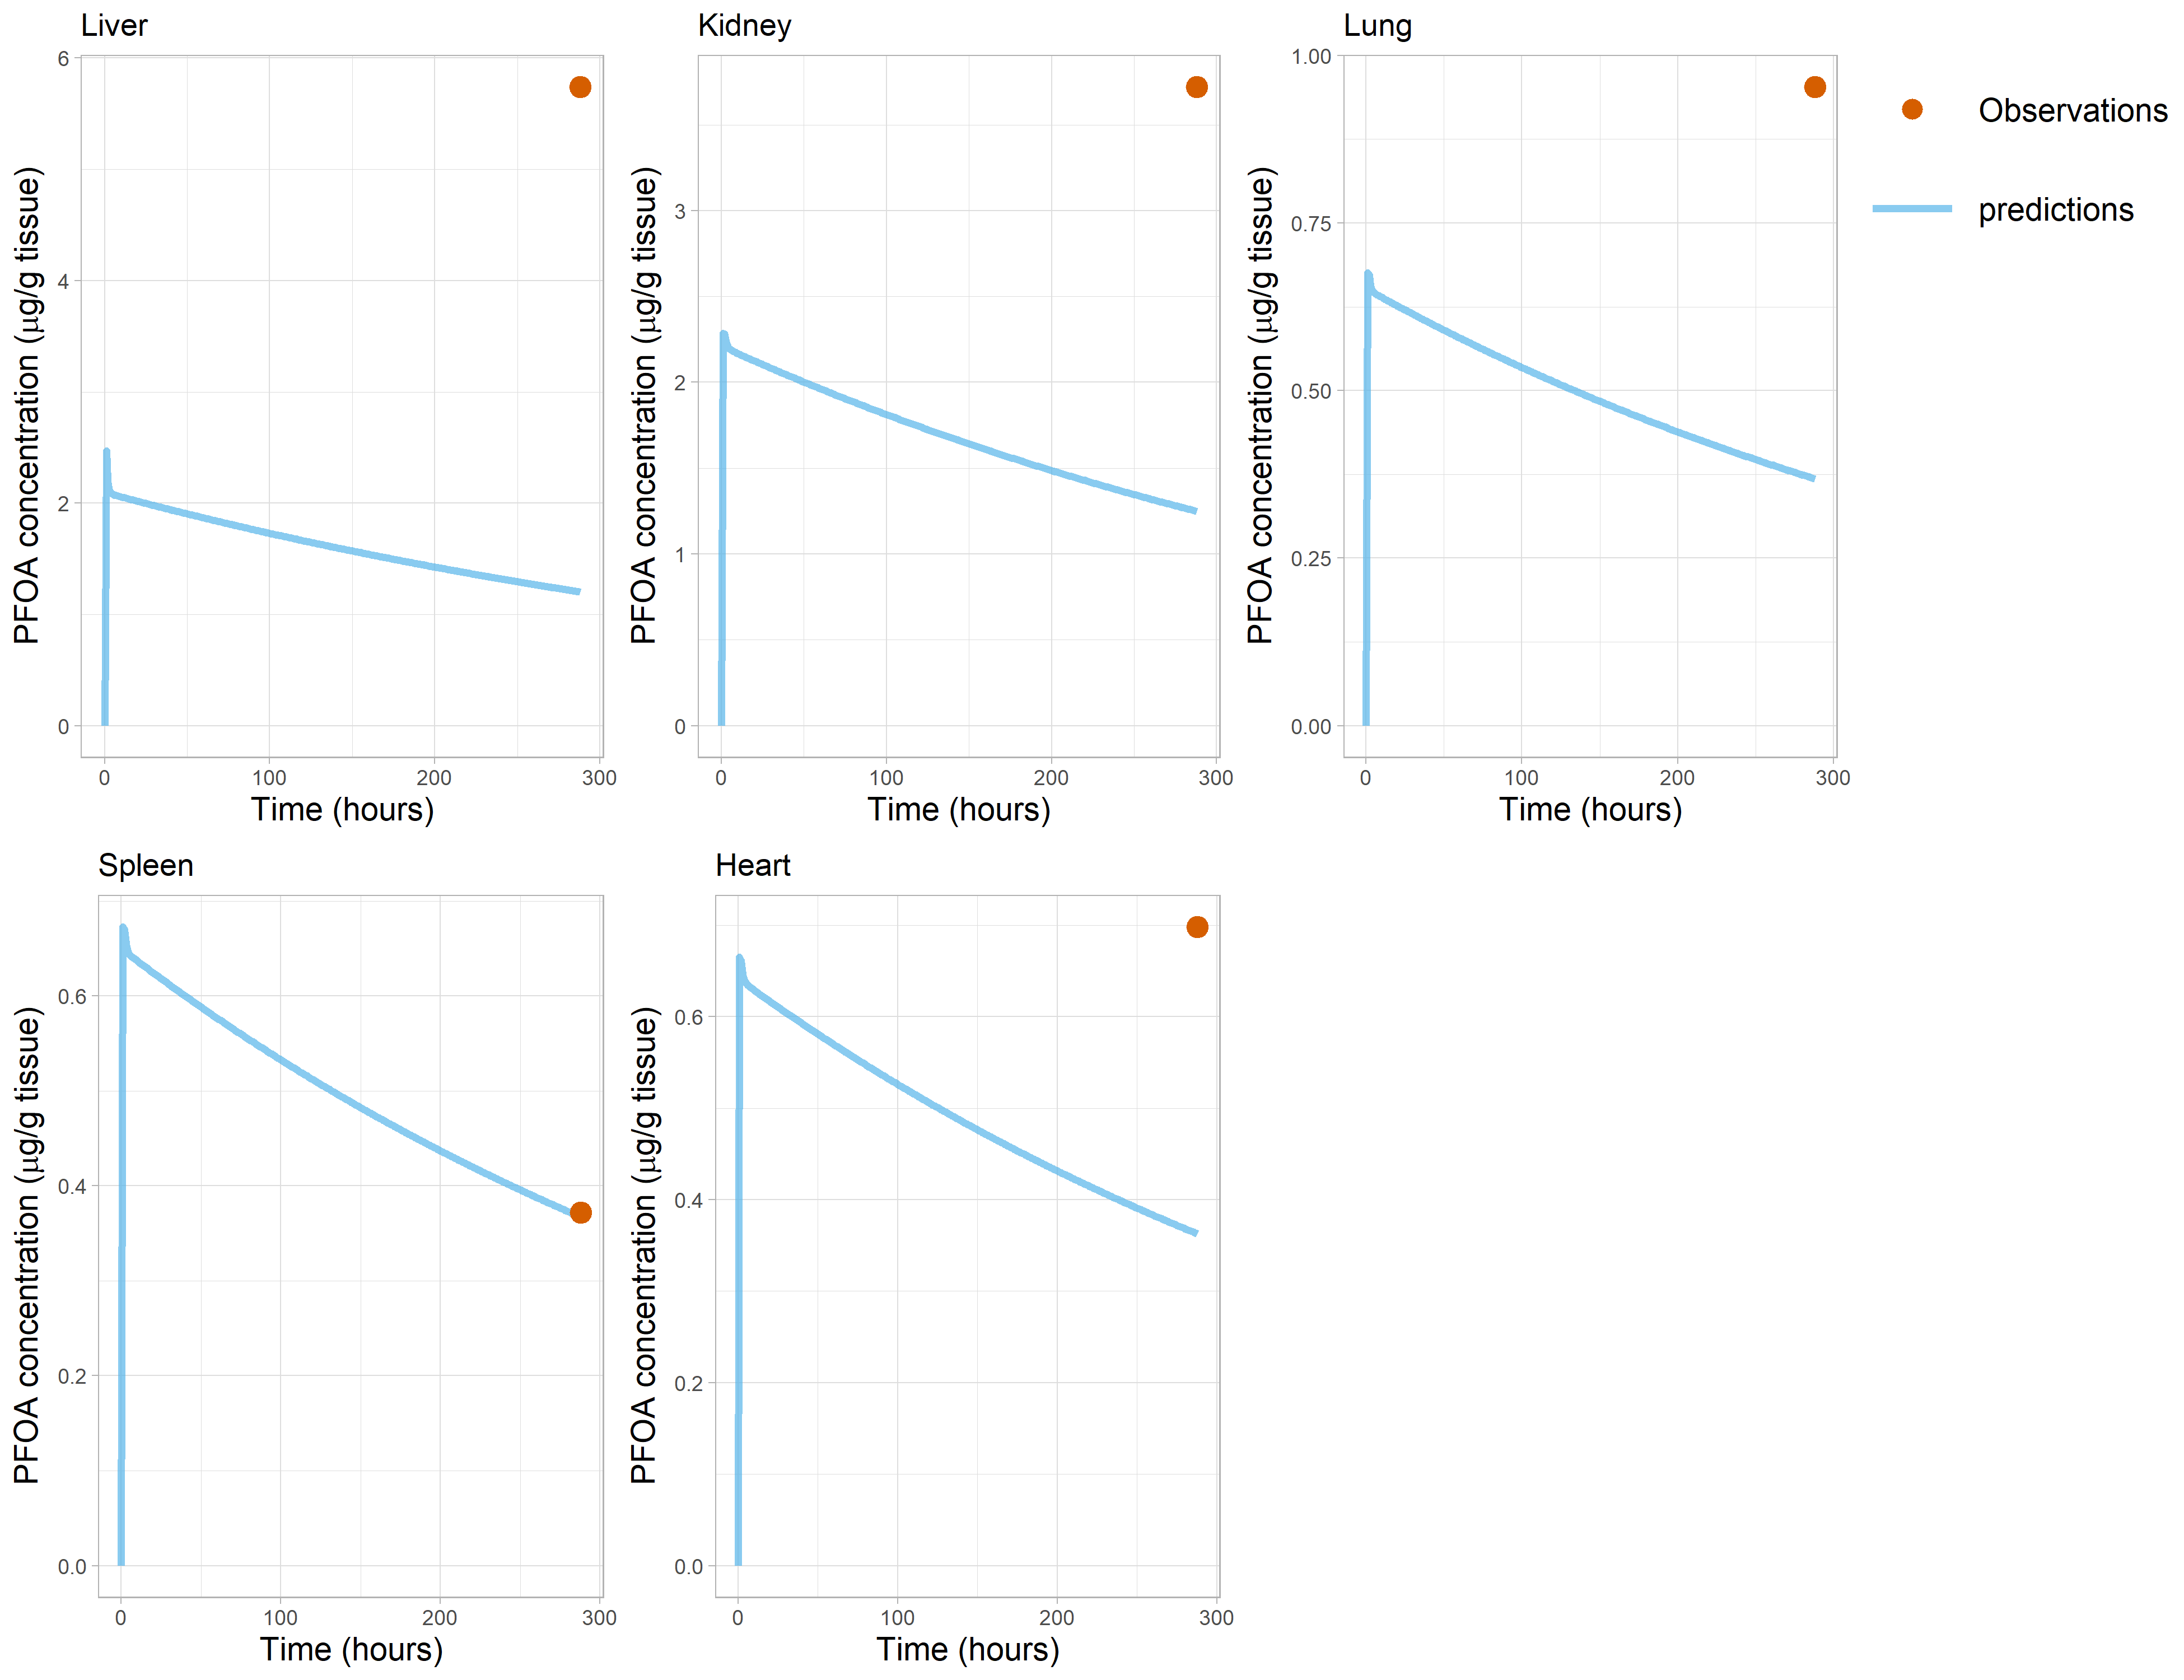 Liver
Kidney
Lung
6
4
2
0
3
2
1
0
1.00
0.75
0.50
0.25
0.00
PFOA concentration (μg/g tissue)
PFOA concentration (μg/g tissue)
PFOA concentration (μg/g tissue)
0 100 200 300
0 100 200 300
0 100 200 300
Time (hours)
Time (hours)
Time (hours)
Observations
predictions
Spleen
Heart
0.6
0.4
0.2
0.0
0.6
0.4
0.2
0.0
PFOA concentration (μg/g tissue)
PFOA concentration (μg/g tissue)
0 100 200 300
0 100 200 300
Time (hours)
Time (hours)